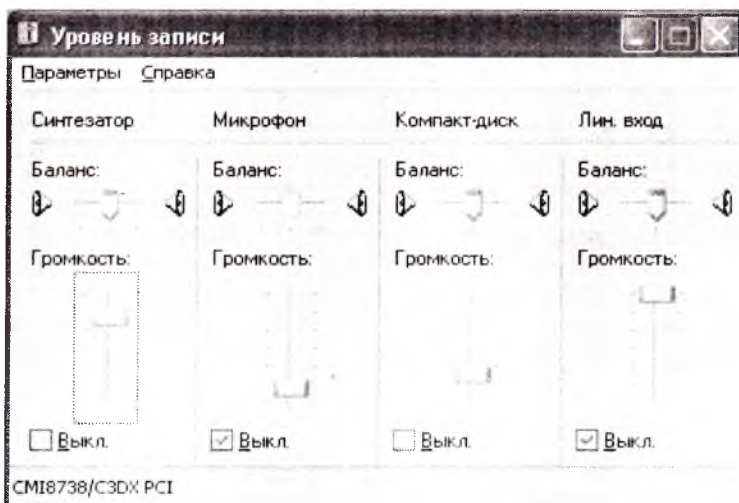 Уровень записи
Параметры Справка
Синтезатор Микрофон Компакт-диск Лин. вход
Баланс: Баланс: Баланс: Баланс:
Громкость: Громкость: Громкость: Громкость:
Выкл. Выкл. Выкл. Выкл.
CMI8738/C3DX PCI